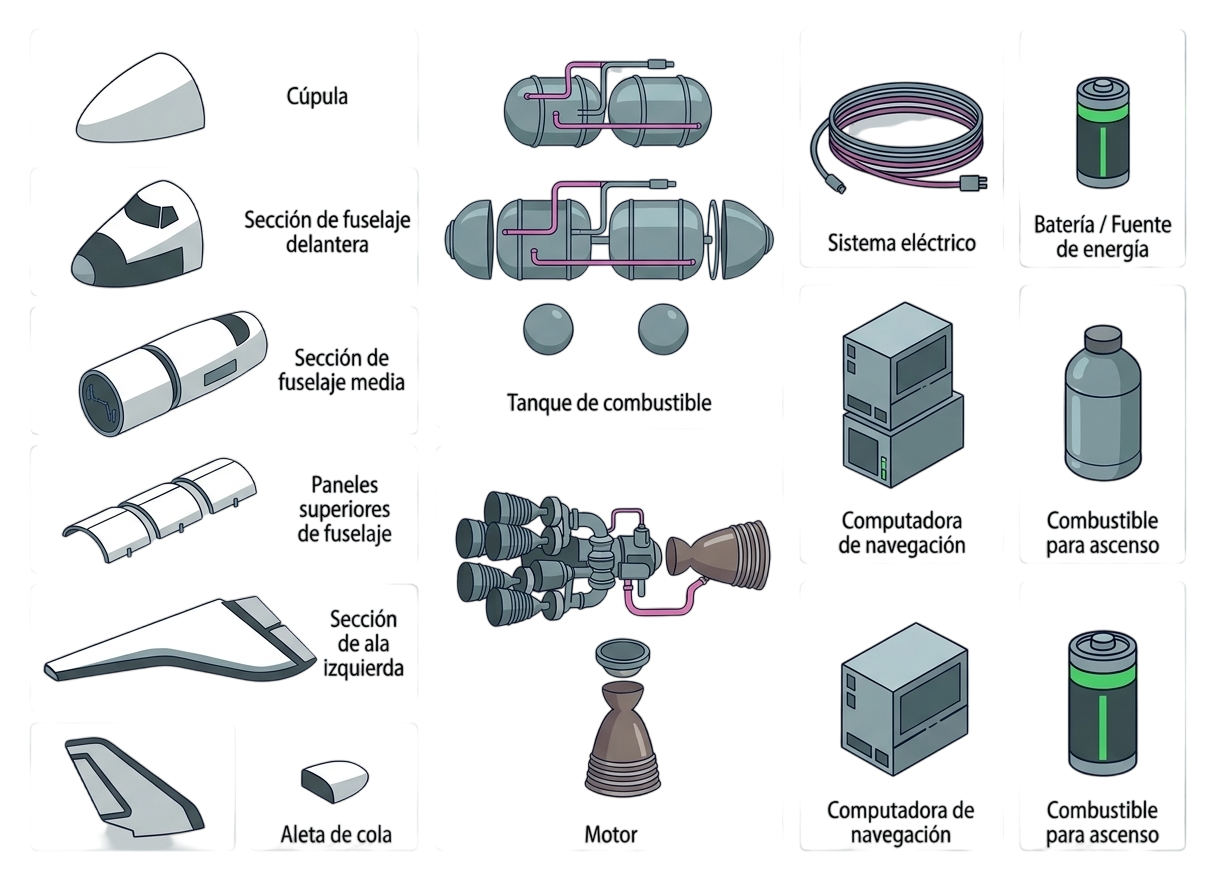 Cúpula
Sección de fuselaje
delantera
Sección de
fuselaje media
Paneles
superiores
de fuselaje
Sección
de ala
izquierda
Aleta de cola
Tanque de combustible
Motor
Sistema eléctrico
Batería / Fuente
de energía
Computadora
de navegación
Combustible
para ascenso
Computadora de
navegación
Combustible
para ascenso